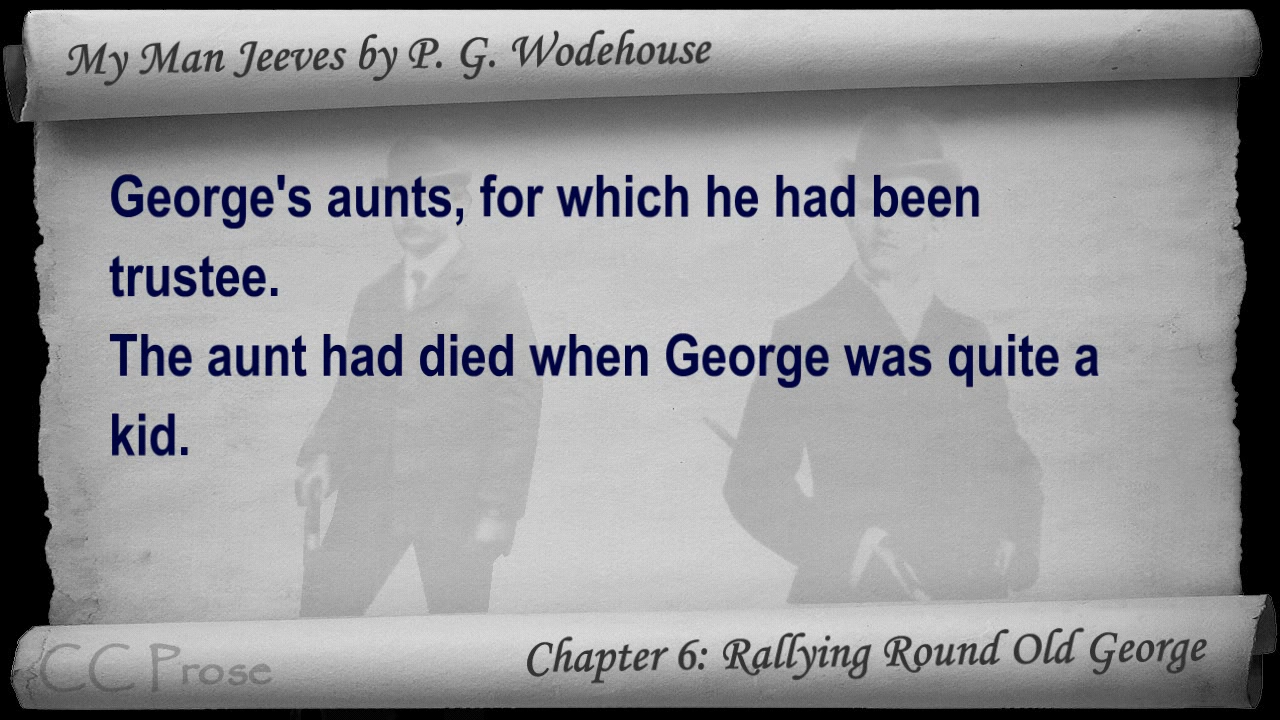 My Man Jeeves by P. G. Wodehouse
George's aunts, for which he had been
trustee.
The aunt had died when George was quite a
kid.
CC Prose
Chapter 6: Rallying Round Old George